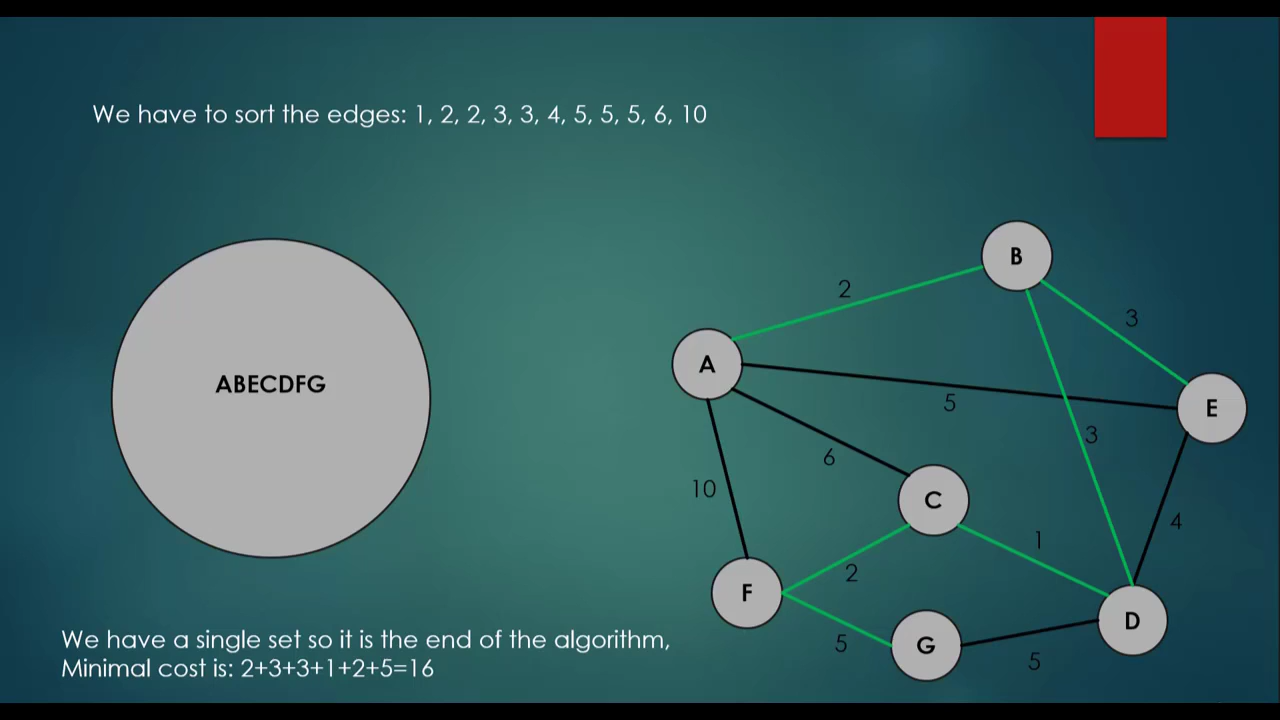 We have to sort the edges: 1, 2, 2, 3, 3, 4, 5, 5, 5, 6, 10
B
2
3
A
ABECDFG
E
5
3
6
10
C
4
1
2
F
D
5
G
5
We have a single set so it is the end of the algorithm,
Minimal cost is: 2+3+3+1+2+5=16